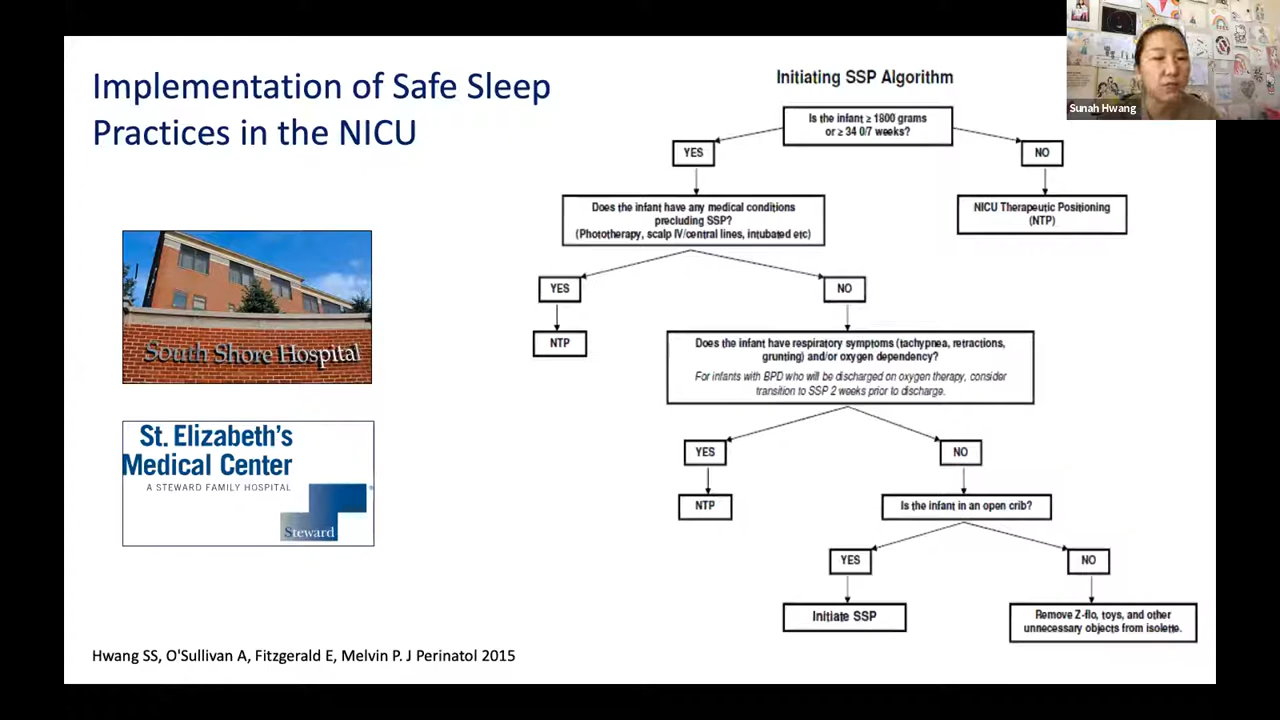 Implementation of Safe Sleep
Practices in the NICU
South Shore Hospital
St. Elizabeth's
Medical Center
A STEWARD FAMILY HOSPITAL
Steward
Hwang SS, O'Sullivan A, Fitzgerald E, Melvin P. J Perinatol 2015
Initiating SSP Algorithm
Is the infant ≥ 1800 grams
or ≥ 34 0/7 weeks?
YES
NO
Does the infant have any medical conditions
precluding SSP?
(Phototherapy, scalp IV/central lines, intubated etc)
NICU Therapeutic Positioning
(NTP)
YES
NO
NTP
Does the infant have respiratory symptoms (tachypnea, retractions,
grunting) and/or oxygen dependency?
For infants with BPD who will be discharged on oxygen therapy, consider
transition to SSP 2 weeks prior to discharge.
YES
NO
NTP
Is the infant in an open crib?
YES
NO
Initiate SSP
Remove Z-flo, toys, and other
unnecessary objects from isolette.
Sunah Hwang